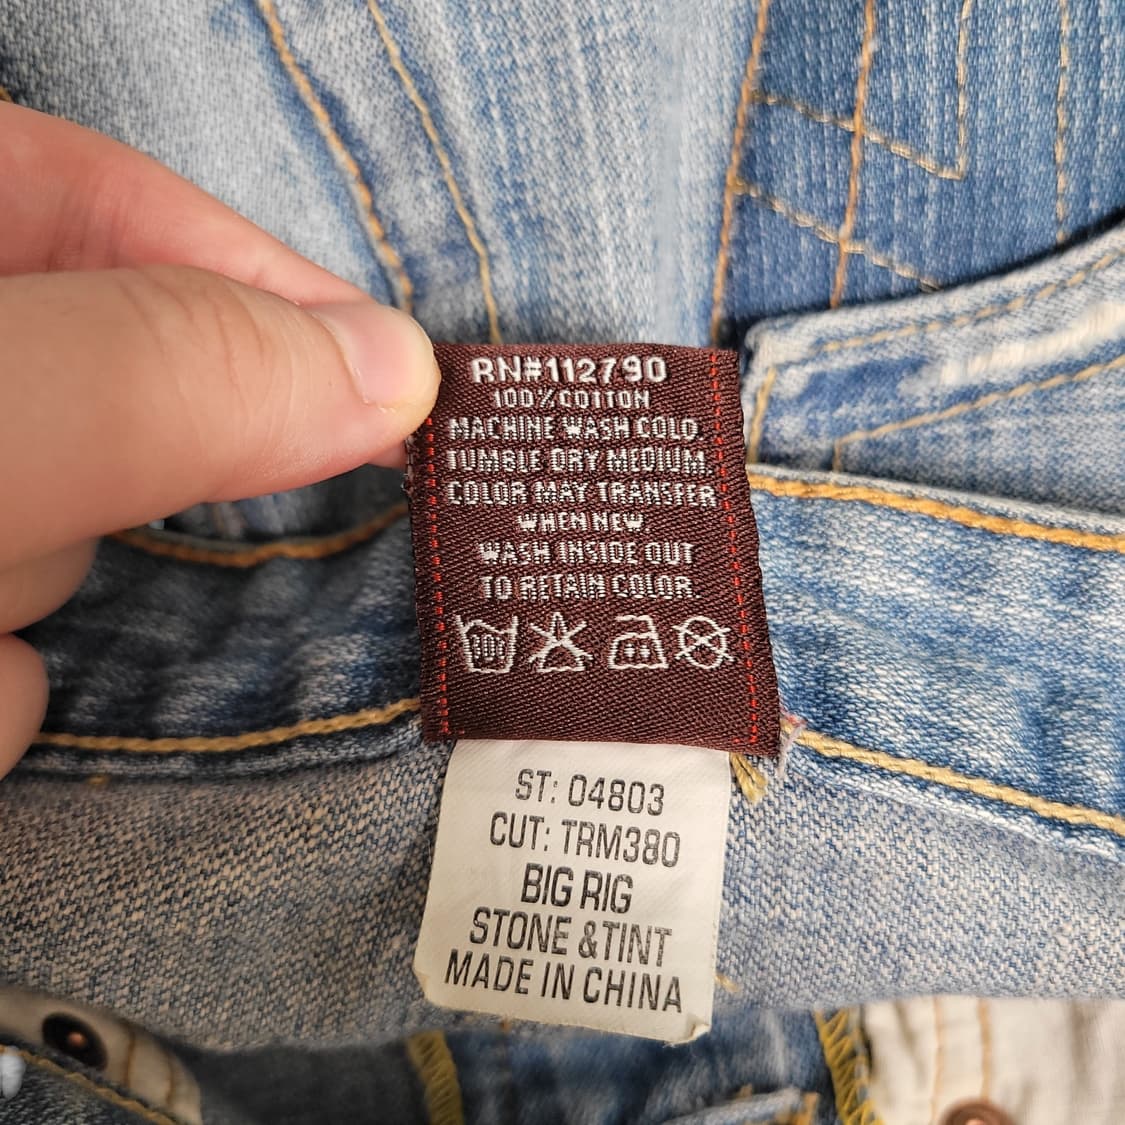 RN#112790
100%COTTON
MACHINE WASH COLD.
TUMBLE DRY MEDIUM.
COLOR MAY TRANSFER
WHEN NEW.
WASH INSIDE OUT
TO RETAIN COLOR.
100
ST: 04803
CUT: TRM380
BIG RIG
STONE &TINT
MADE IN CHINA